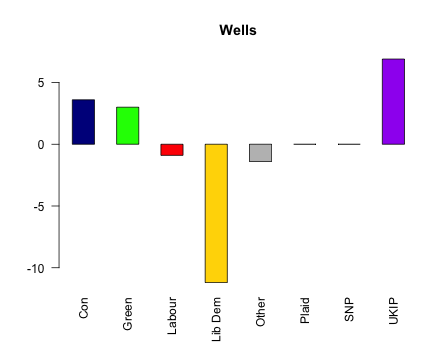 Wells
5
0
-5
-10
Con
Green
Labour
Lib Dem
Other
Plaid
SNP
UKIP